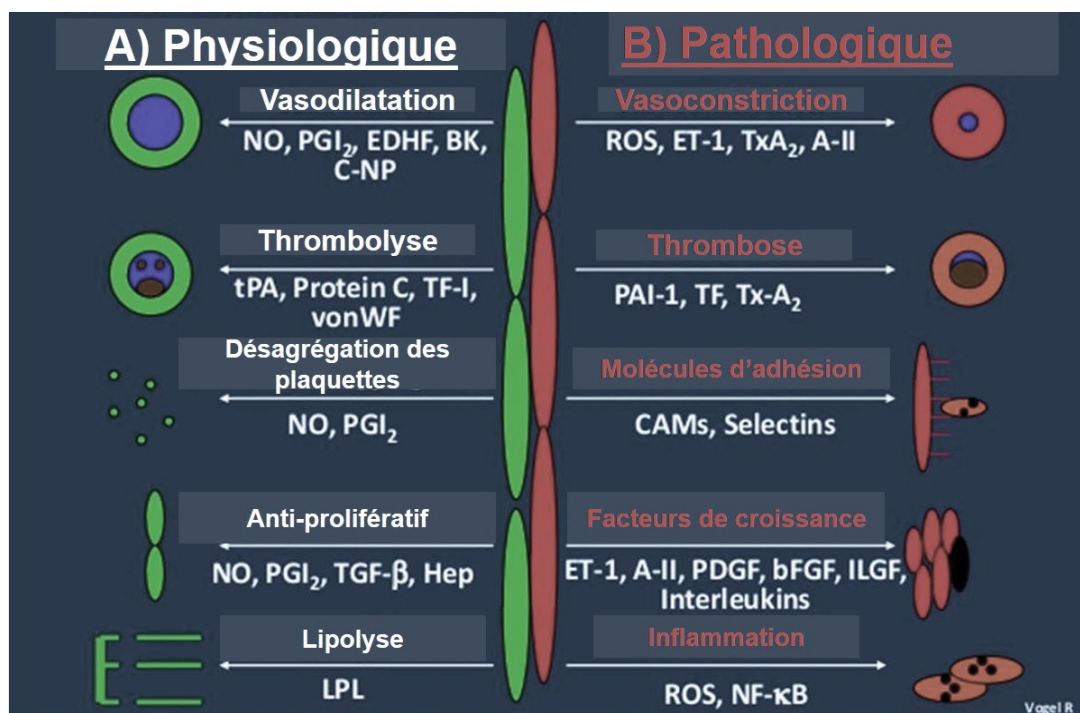 A) Physiologique
B) Pathologique
Vasodilatation
NO, PGI₂, EDHF, BK,
C-NP
Vasoconstriction
ROS, ET-1, TxA₂, A-II
Thrombolyse
tPA, Protein C, TF-I,
vonWF
Thrombose
PAI-1, TF, Tx-A₂
Désagrégation des
plaquettes
NO, PGI₂
Molécules d’adhésion
CAMs, Selectins
Anti-prolifératif
NO, PGI₂, TGF-β, Hep
Facteurs de croissance
ET-1, A-II, PDGF, bFGF, ILGF,
Interleukins
Lipolyse
LPL
Inflammation
ROS, NF-κB
Vogel R